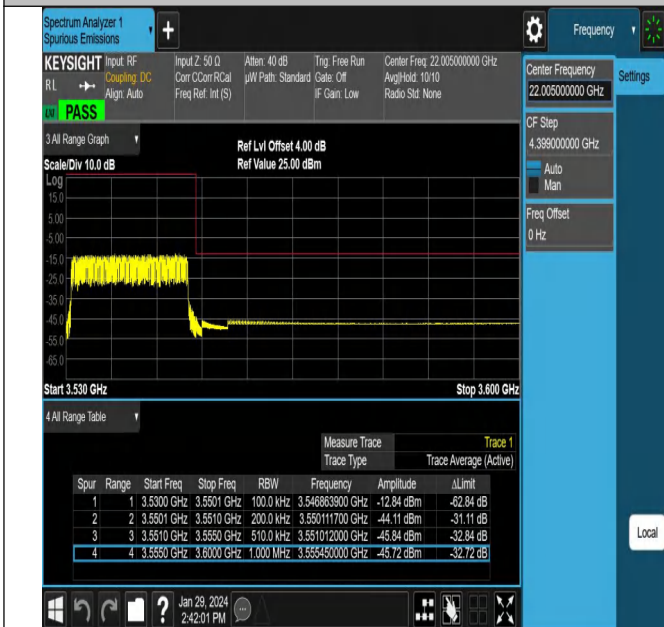 Spectrum Analyzer 1
Spurious Emissions
Frequency
KEYSIGHT
RL
PASS
Input: RF
Coupling: DC
Align: Auto
Input Z: 50 Ω
Corr CCorr RCal
Freq Ref: Int (S)
Atten: 40 dB
µW Path: Standard
Trig: Free Run
Gate: Off
IF Gain: Low
Center Freq: 22.005000000 GHz
Avg|Hold: 10/10
Radio Std: None
Center Frequency
22.005000000 GHz
Settings
CF Step
4.399000000 GHz
Auto
Man
Freq Offset
0 Hz
3 All Range Graph
Ref Lvl Offset 4.00 dB
Scale/Div 10.0 dB
Ref Value 25.00 dBm
Log
15.0
5.00
-5.00
-15.0
-25.0
-35.0
-45.0
-55.0
-65.0
Start 3.530 GHz
Stop 3.600 GHz
4 All Range Table
Measure Trace Trace 1
Trace Type Trace Average (Active)
Spur Range Start Freq Stop Freq RBW Frequency Amplitude ΔLimit
1 1 3.5300 GHz 3.5501 GHz 100.0 kHz 3.546863900 GHz -12.84 dBm -62.84 dB
2 2 3.5501 GHz 3.5510 GHz 200.0 kHz 3.550111700 GHz -44.11 dBm -31.11 dB
3 3 3.5510 GHz 3.5550 GHz 510.0 kHz 3.551012000 GHz -45.84 dBm -32.84 dB
4 4 3.5550 GHz 3.6000 GHz 1.000 MHz 3.555450000 GHz -45.72 dBm -32.72 dB
Local
Jan 29, 2024
2:42:01 PM